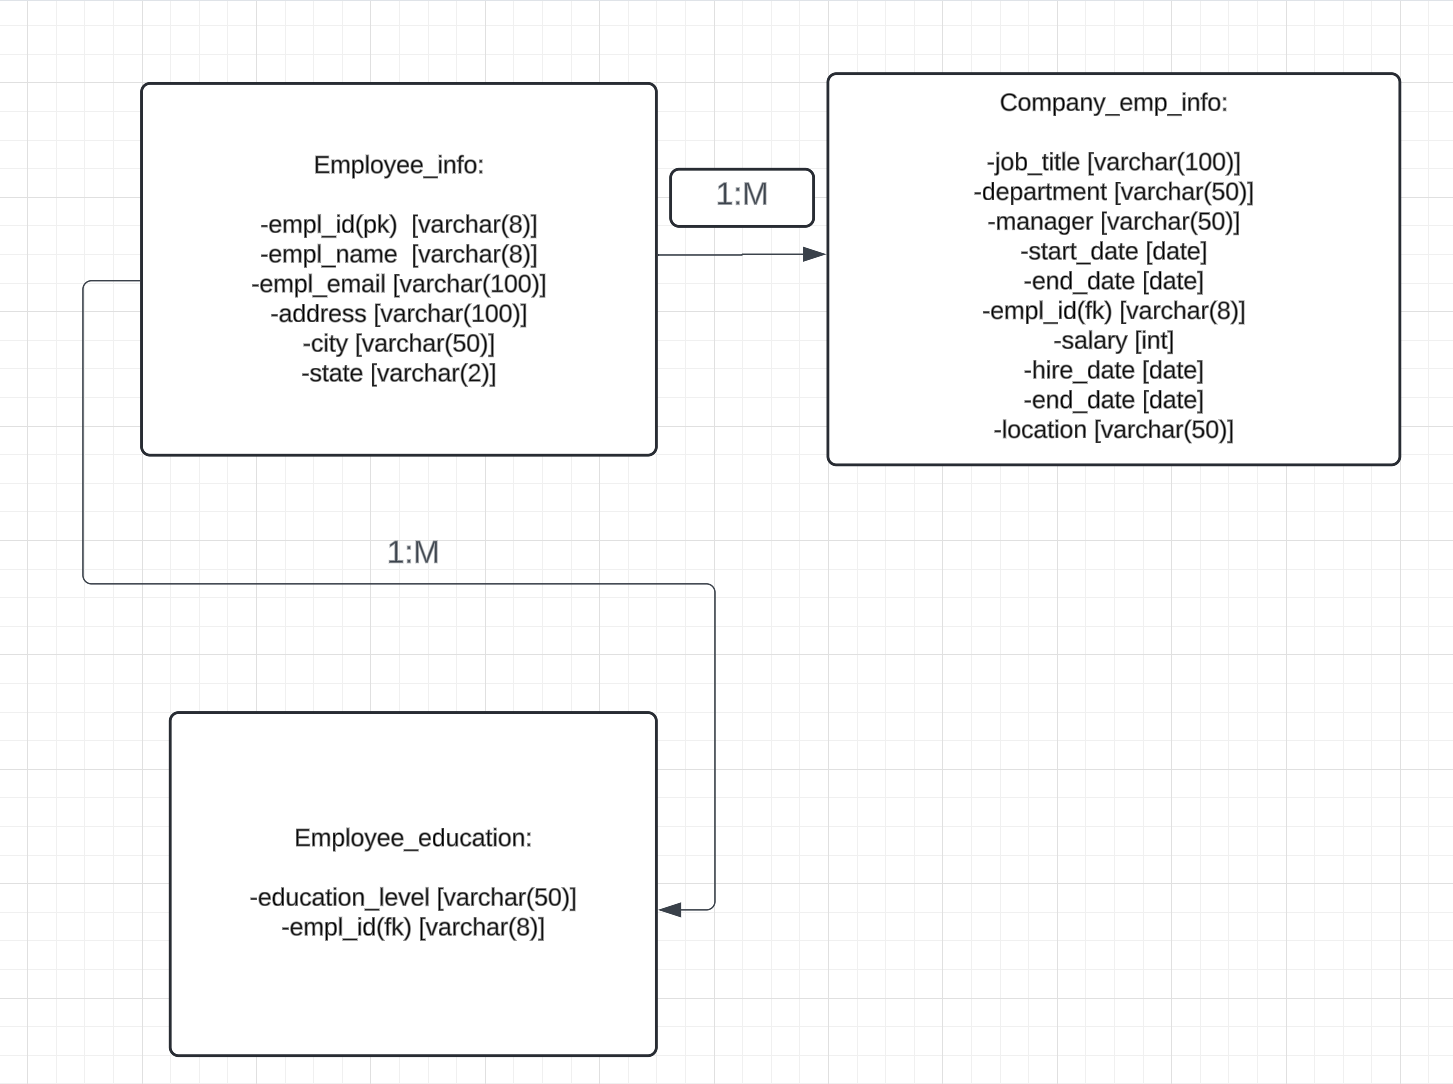 Employee_info:
-empl_id(pk)  [varchar(8)]
-empl_name  [varchar(8)]
-empl_email [varchar(100)]
-address [varchar(100)]
-city [varchar(50)]
-state [varchar(2)]
1:M
Company_emp_info:
-job_title [varchar(100)]
-department [varchar(50)]
-manager [varchar(50)]
-start_date [date]
-end_date [date]
-empl_id(fk) [varchar(8)]
-salary [int]
-hire_date [date]
-end_date [date]
-location [varchar(50)]
1:M
Employee_education:
-education_level [varchar(50)]
-empl_id(fk) [varchar(8)]